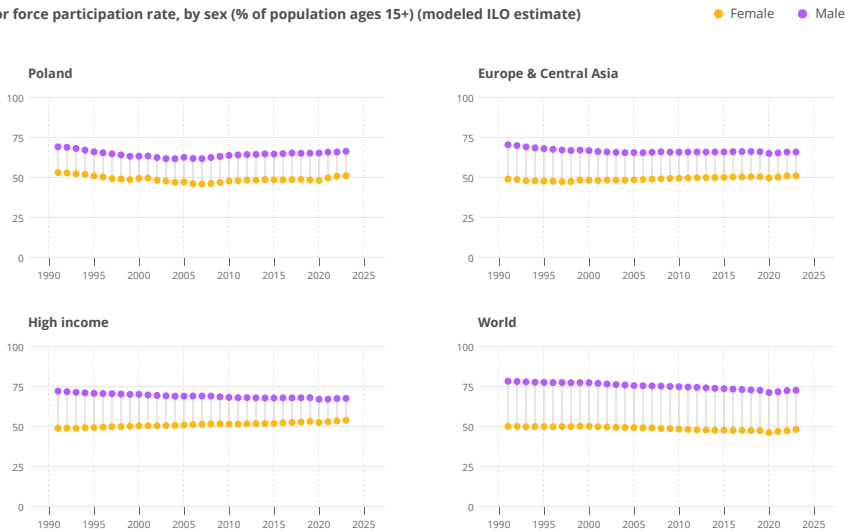 or force participation rate, by sex (% of population ages 15+) (modeled ILO estimate)
Female Male
Poland
100
75
50
25
0
1990 1995 2000 2005 2010 2015 2020 2025
Europe & Central Asia
100
75
50
25
0
1990 1995 2000 2005 2010 2015 2020 2025
High income
100
75
50
25
0
1990 1995 2000 2005 2010 2015 2020 2025
World
100
75
50
25
0
1990 1995 2000 2005 2010 2015 2020 2025